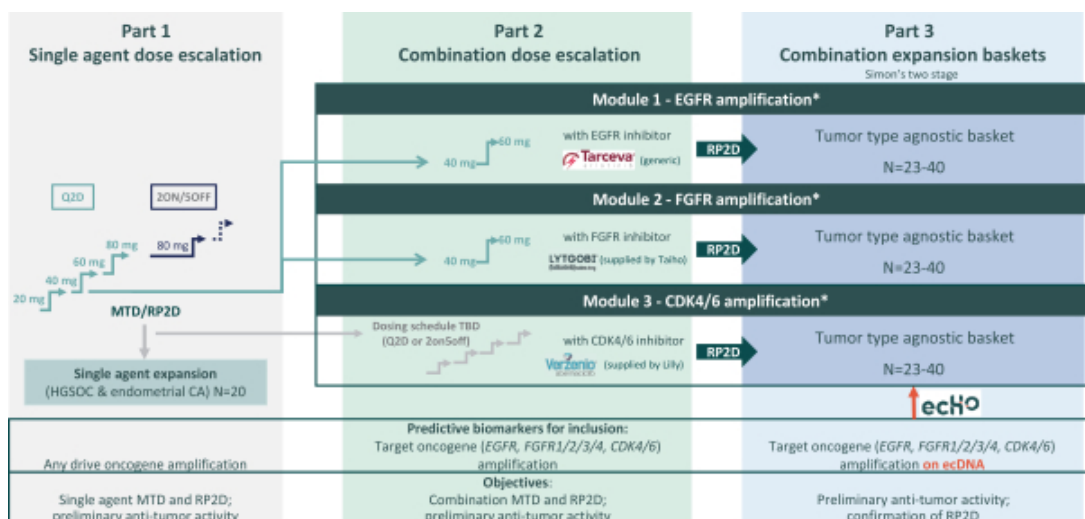 Part 1
Single agent dose escalation
Part 2
Combination dose escalation
Part 3
Combination expansion baskets
Simon's two stage
Module 1 - EGFR amplification*
Q2D
2ON/5OFF
20 mg
40 mg
60 mg
80 mg
80 mg
MTD/RP2D
Single agent expansion
(HGSOC & endometrial CA) N=20
40 mg
60 mg
with EGFR inhibitor
Tarceva (generic)
RP2D
Tumor type agnostic basket
N=23-40
Module 2 - FGFR amplification*
40 mg
60 mg
with FGFR inhibitor
LYTGOBI (supplied by Taiho)
RP2D
Tumor type agnostic basket
N=23-40
Module 3 - CDK4/6 amplification*
Dosing schedule TBD
(Q2D or 2on5off)
with CDK4/6 inhibitor
Verzenio (supplied by Lilly)
RP2D
Tumor type agnostic basket
N=23-40
ecHO
Predictive biomarkers for inclusion:
Any drive oncogene amplification
Target oncogene (EGFR, FGFR1/2/3/4, CDK4/6)
amplification
Target oncogene (EGFR, FGFR1/2/3/4, CDK4/6)
amplification on ecDNA
Objectives:
Single agent MTD and RP2D;
preliminary anti-tumor activity
Combination MTD and RP2D;
preliminary anti-tumor activity
Preliminary anti-tumor activity;
confirmation of RP2D